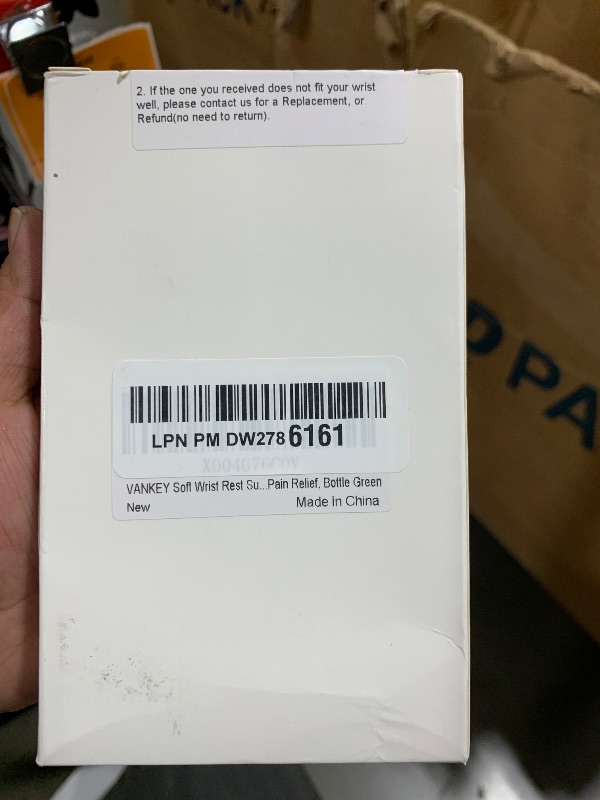 2. If the one you received does not fit your wrist
well, please contact us for a Replacement, or
Refund(no need to return).
LPN PM DW278 6161
VANKEY Soft Wrist Rest Su...Pain Relief, Bottle Green
New
Made in China
D PA